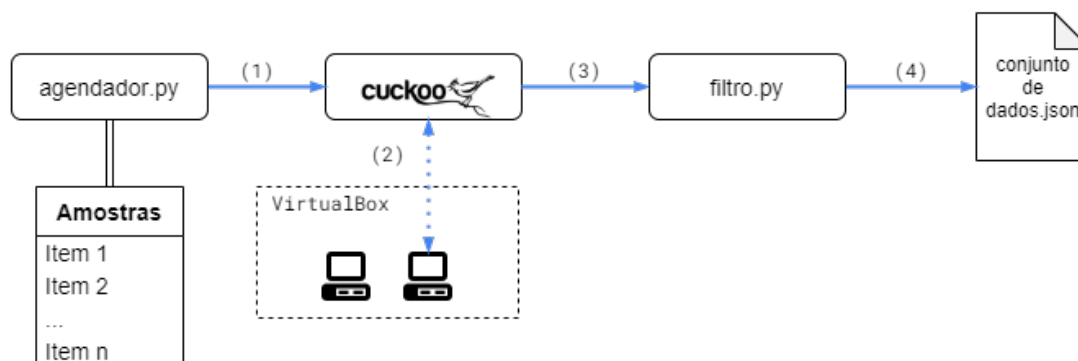 agendador.py
(1)
cuckoo
(3)
filtro.py
(4)
conjunto
de
dados.json
(2)
VirtualBox
Amostras
Item 1
Item 2
...
Item n